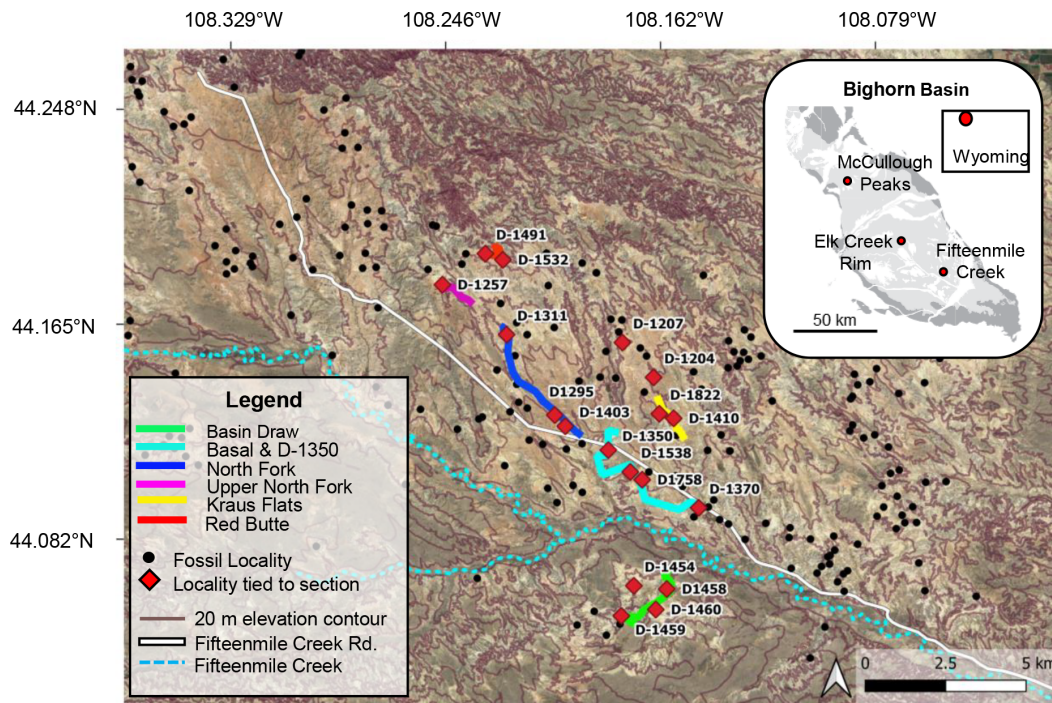 108.329°W 108.246°W 108.162°W 108.079°W
44.248°N
44.165°N
44.082°N
Bighorn Basin
Wyoming
McCullough
Peaks
Elk Creek
Rim
Fifteenmile
Creek
50 km
D-1491
D-1532
D-1257
D-1311
D-1207
D-1204
D1295
D-1822
D-1403
D-1410
D-1350
D-1538
D1758
D-1370
D-1454
D1458
D-1460
D-1459
Legend
Basin Draw
Basal & D-1350
North Fork
Upper North Fork
Kraus Flats
Red Butte
Fossil Locality
Locality tied to section
20 m elevation contour
Fifteenmile Creek Rd.
Fifteenmile Creek
0 2.5 5 km